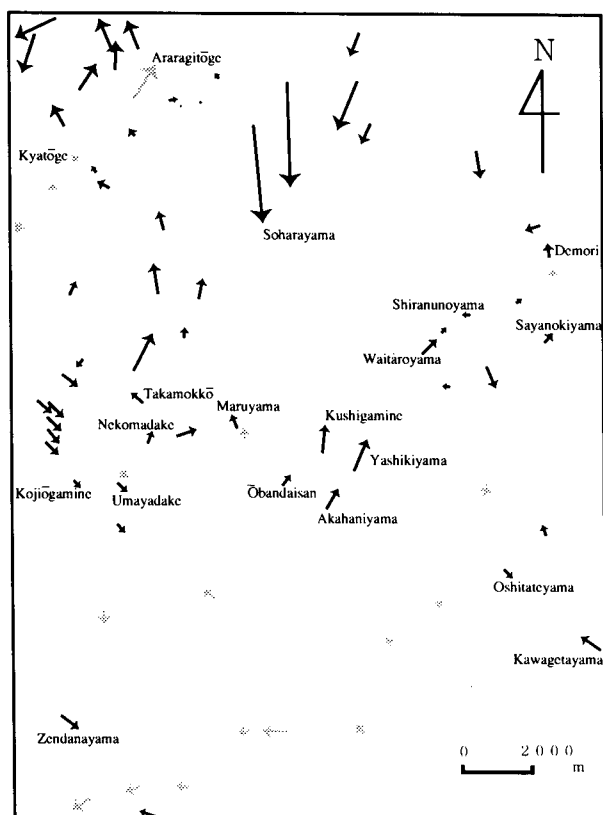 Araragitōge
N
Kyatōge
Soharayama
Demori
Shiranunoyama
Sayanokiyama
Waitaroyama
Takamokkō
Maruyama
Nekomadake
Kushigamine
Yashikiyama
Kojiōgamine
Umayadake
Ōbandaisan
Akahaniyama
Oshitateyama
Kawagetayama
Zendanayama
0 2000
m